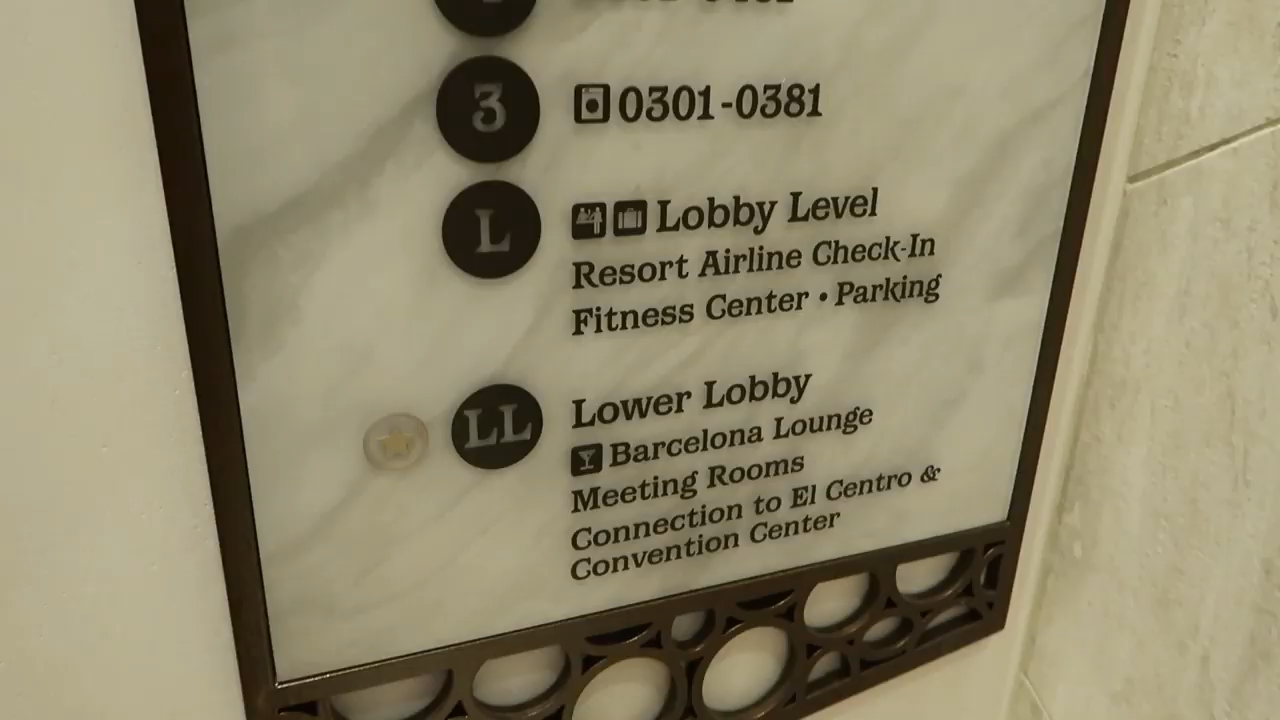 3
0301-0381
L
Lobby Level
Resort Airline Check-In
Fitness Center • Parking
LL
Lower Lobby
Barcelona Lounge
Meeting Rooms
Connection to El Centro &
Convention Center